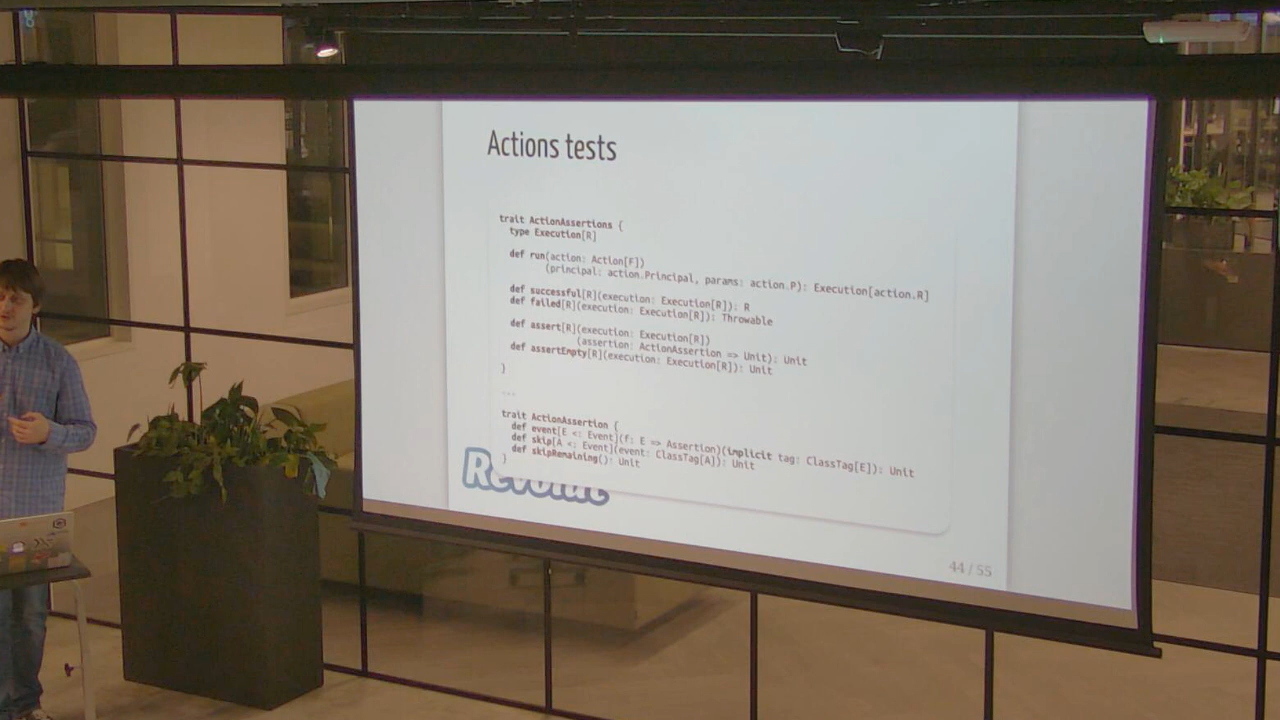 Actions tests
trait ActionAssertions {
type Execution[R]
def run(action: Action[F])
(principal: action.Principal, params: action.P): Execution[action.R]
def successful[R](execution: Execution[R]): R
def failed[R](execution: Execution[R]): Throwable
def assert[R](execution: Execution[R])
(assertion: ActionAssertion => Unit): Unit
def assertEmpty[R](execution: Execution[R]): Unit
}
...
trait ActionAssertion {
def event[E <: Event](f: E => Assertion)(implicit tag: ClassTag[E]): Unit
def skip[A <: Event](event: ClassTag[A]): Unit
def skipRemaining(): Unit
}
Revolut
44 / 55